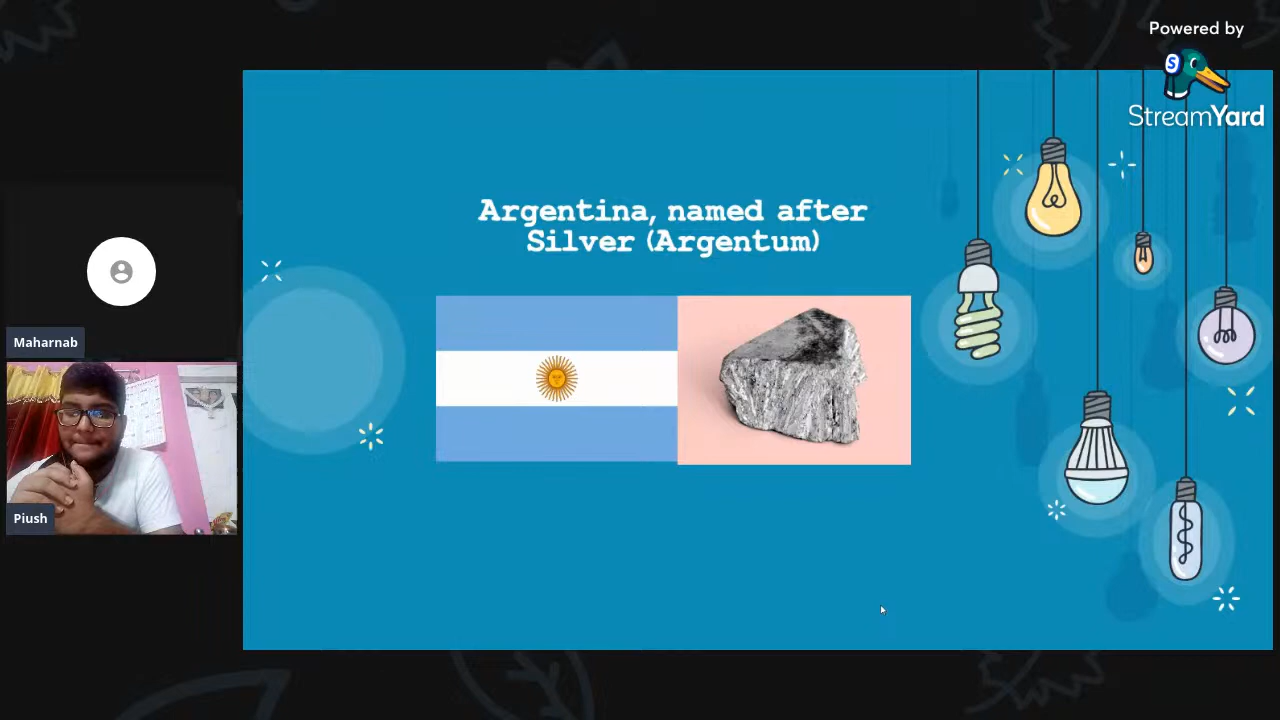 Powered by
S
StreamYard
Argentina, named after
Silver (Argentum)
Maharnab
Piush